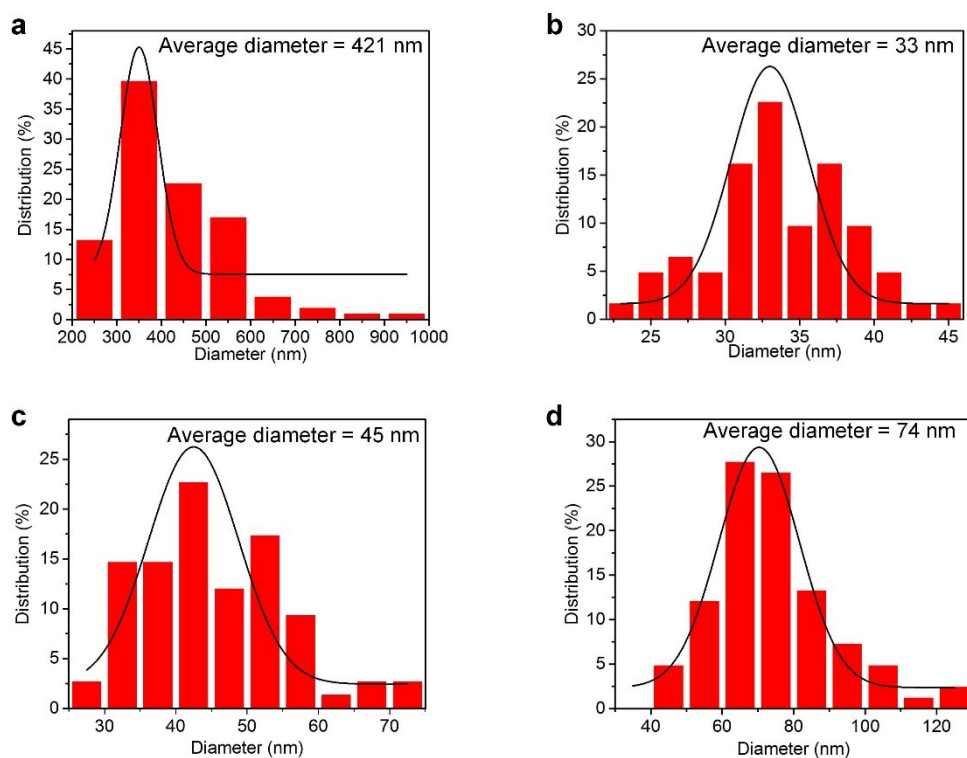 a
Average diameter = 421 nm
45
40
35
30
25
20
15
10
5
0
Distribution (%)
200 300 400 500 600 700 800 900 1000
Diameter (nm)
b
Average diameter = 33 nm
30
25
20
15
10
5
0
Distribution (%)
25 30 35 40 45
Diameter (nm)
c
Average diameter = 45 nm
25
20
15
10
5
0
Distribution (%)
30 40 50 60 70
Diameter (nm)
d
Average diameter = 74 nm
30
25
20
15
10
5
0
Distribution (%)
40 60 80 100 120
Diameter (nm)